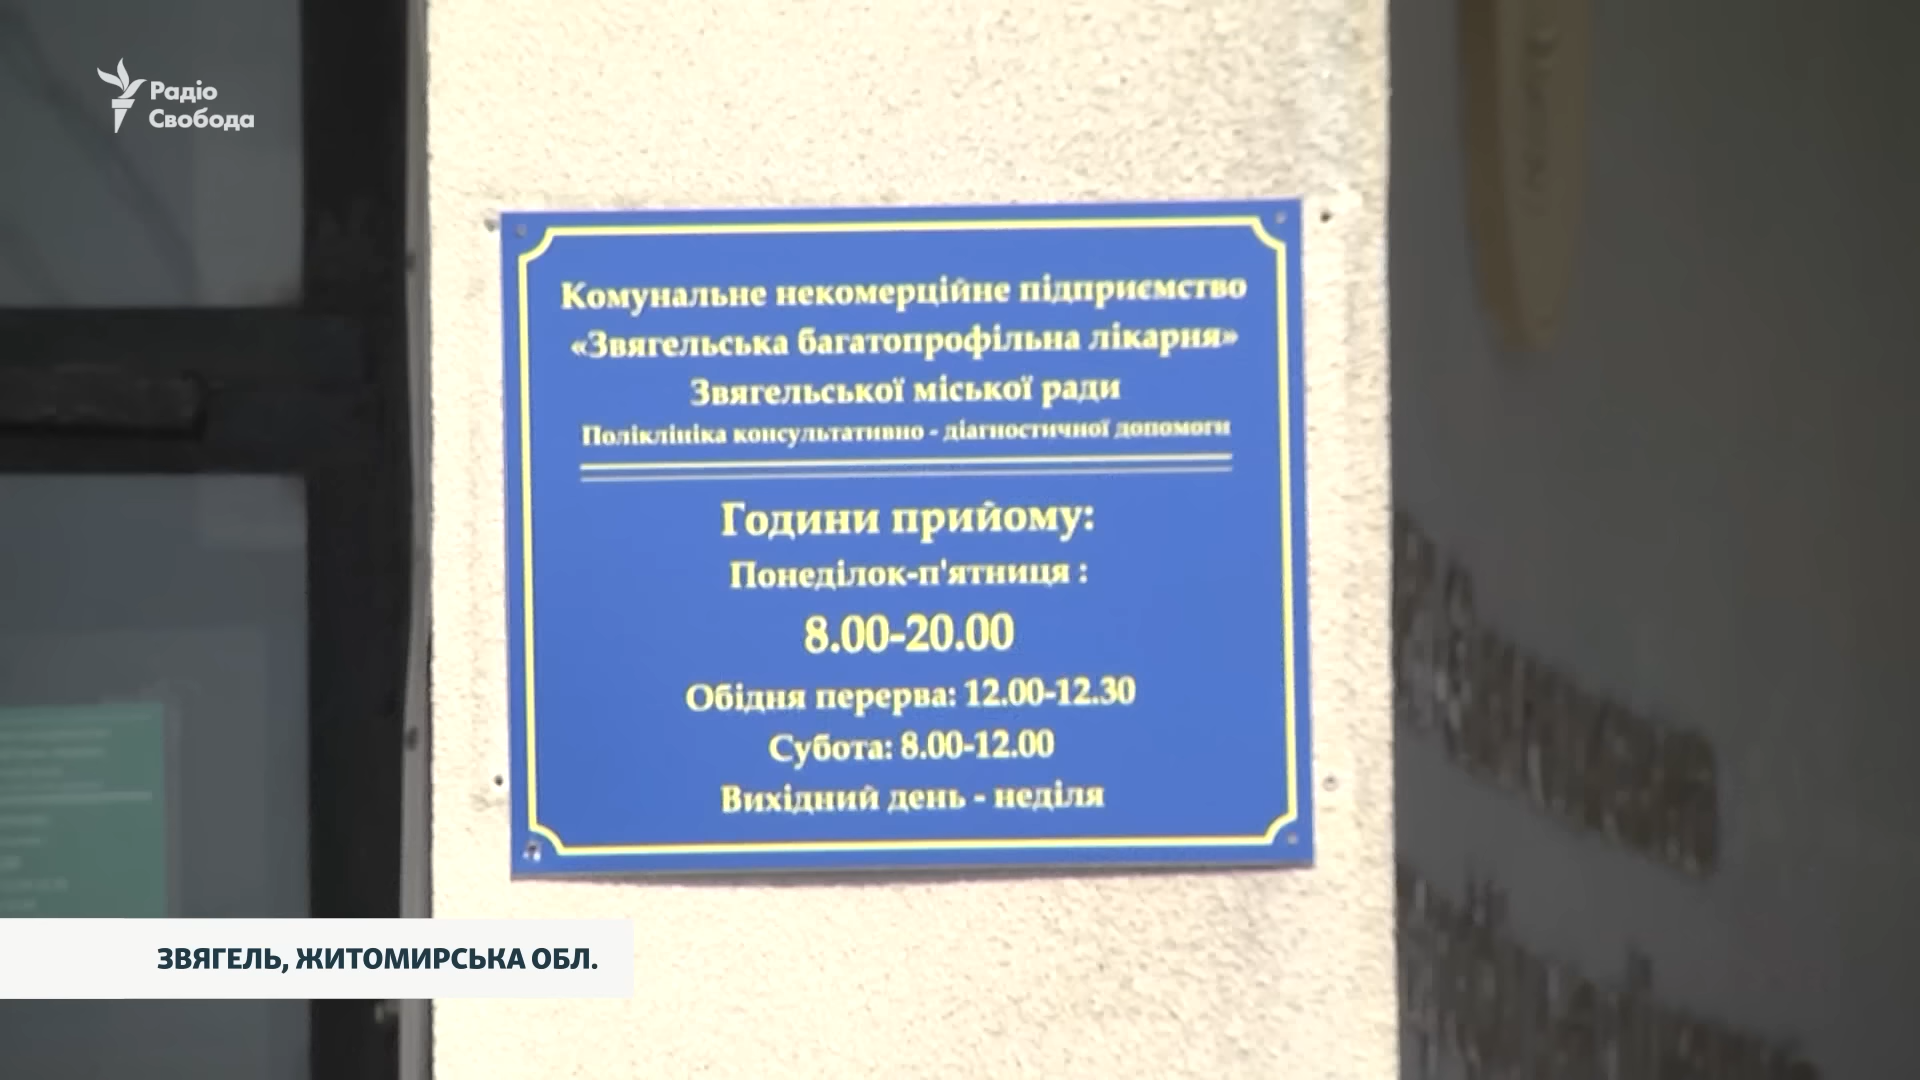 Радіо
Свобода
Комунальне некомерційне підприємство
«Звягельська багатопрофільна лікарня»
Звягельської міської ради
Поліклініка консультативно - діагностичної допомоги
Години прийому:
Понеділок-п'ятниця :
8.00-20.00
Обідня перерва: 12.00-12.30
Субота: 8.00-12.00
Вихідний день - неділя
ЗВЯГЕЛЬ, ЖИТОМИРСЬКА ОБЛ.